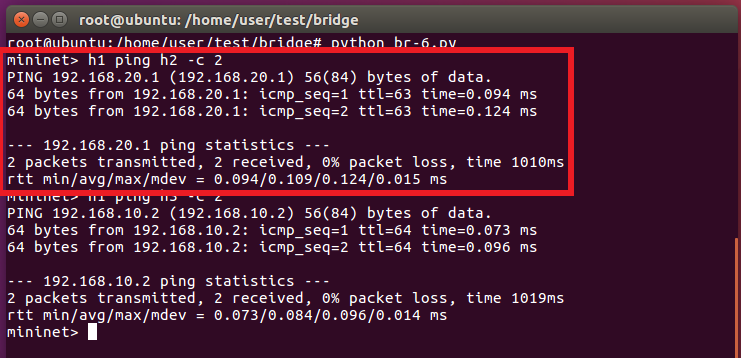 root@ubuntu: /home/user/test/bridge
root@ubuntu:/home/user/test/bridge# python br-6.py
mininet> h1 ping h2 -c 2
PING 192.168.20.1 (192.168.20.1) 56(84) bytes of data.
64 bytes from 192.168.20.1: icmp_seq=1 ttl=63 time=0.094 ms
64 bytes from 192.168.20.1: icmp_seq=2 ttl=63 time=0.124 ms
--- 192.168.20.1 ping statistics ---
2 packets transmitted, 2 received, 0% packet loss, time 1010ms
rtt min/avg/max/mdev = 0.094/0.109/0.124/0.015 ms
mininet> h1 ping h3 -c 2
PING 192.168.10.2 (192.168.10.2) 56(84) bytes of data.
64 bytes from 192.168.10.2: icmp_seq=1 ttl=64 time=0.073 ms
64 bytes from 192.168.10.2: icmp_seq=2 ttl=64 time=0.096 ms
--- 192.168.10.2 ping statistics ---
2 packets transmitted, 2 received, 0% packet loss, time 1019ms
rtt min/avg/max/mdev = 0.073/0.084/0.096/0.014 ms
mininet>